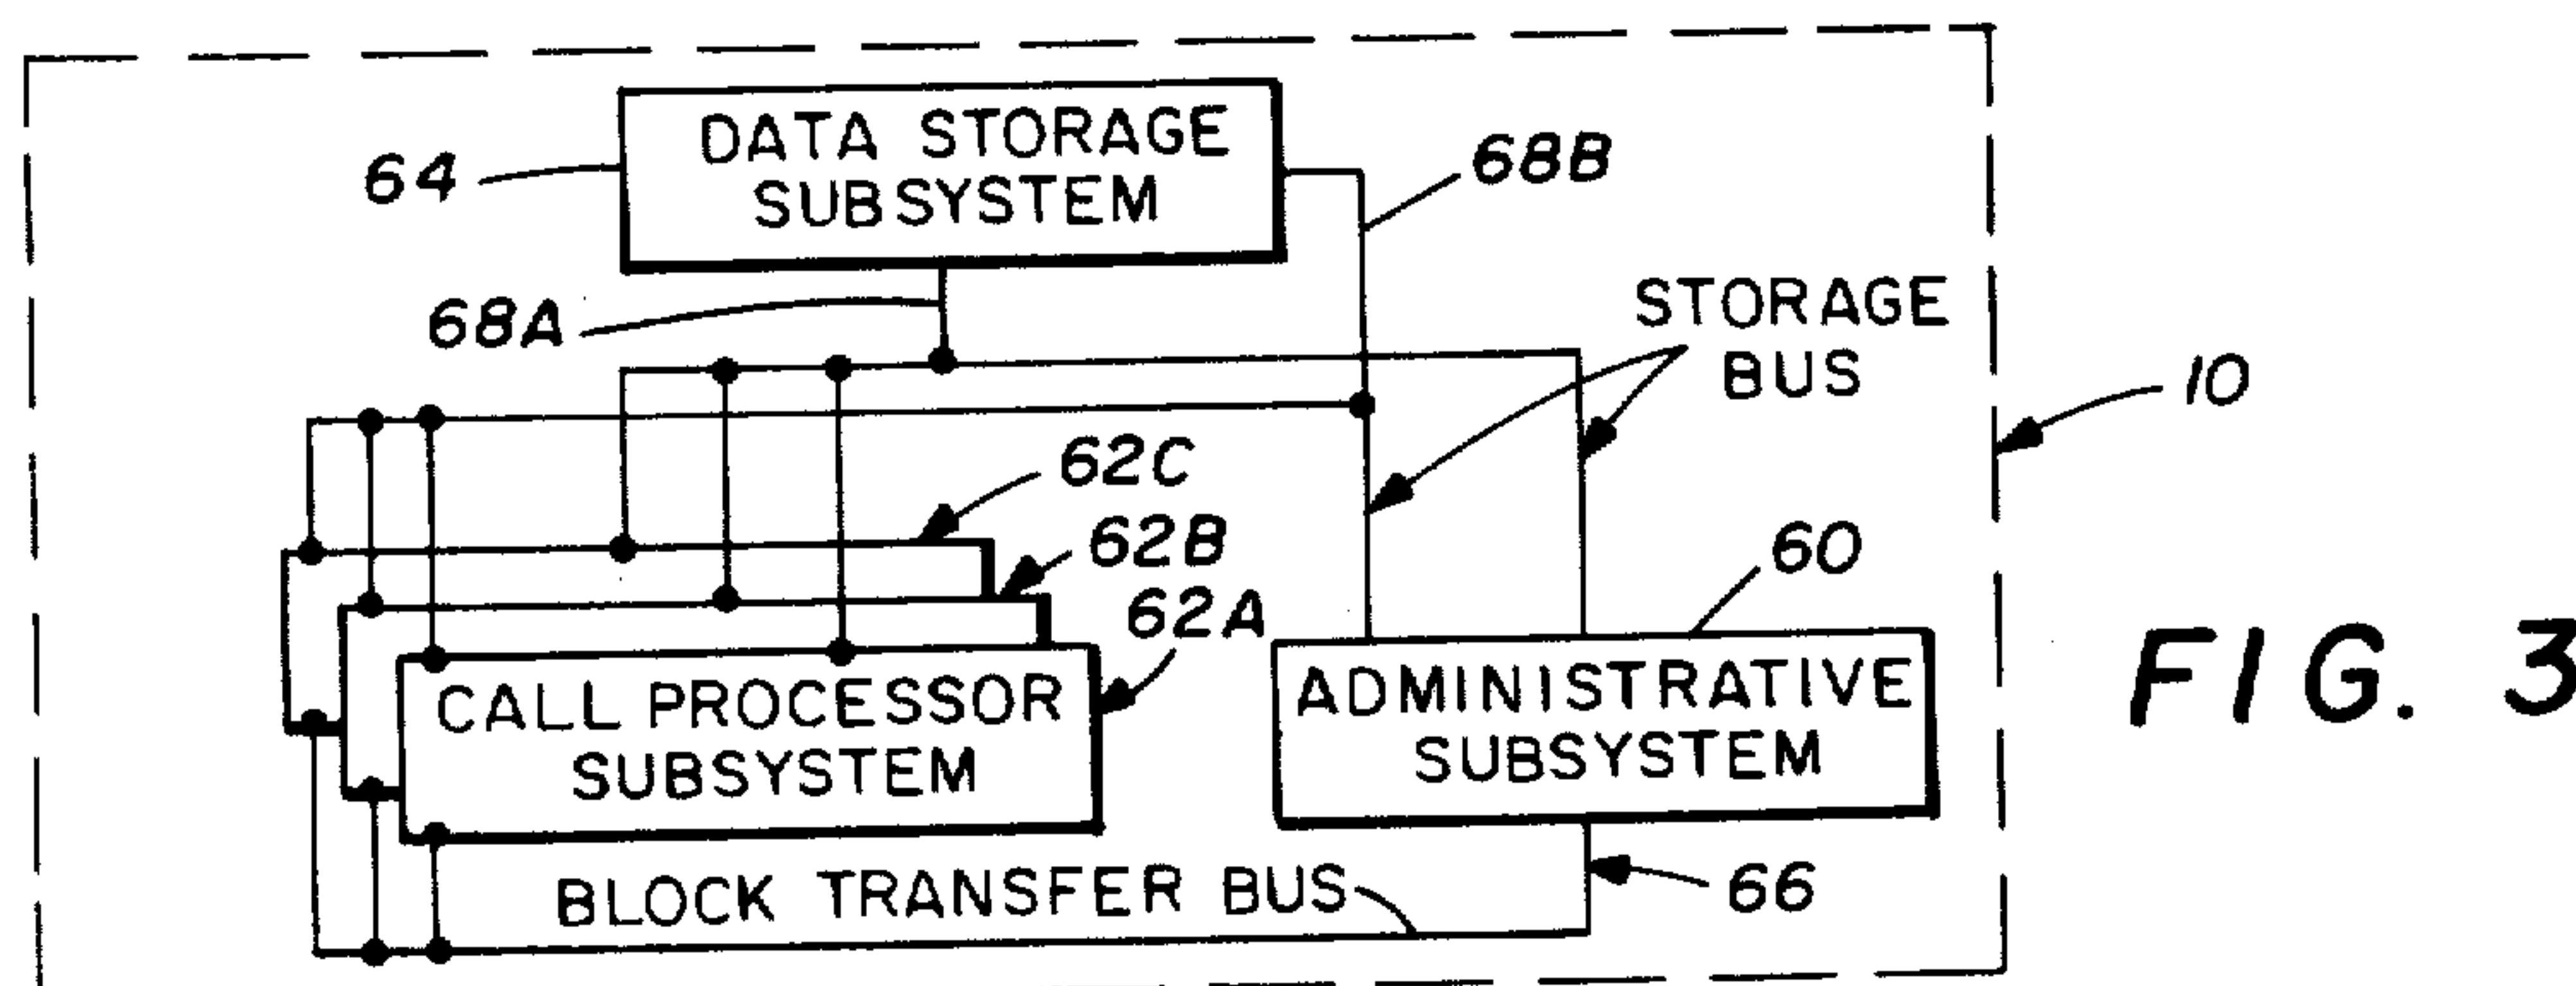 DATA STORAGE
SUBSYSTEM
64
68B
68A
STORAGE
BUS
10
62C
62B
62A
60
CALL PROCESSOR
SUBSYSTEM
ADMINISTRATIVE
SUBSYSTEM
BLOCK TRANSFER BUS
66
FIG. 3